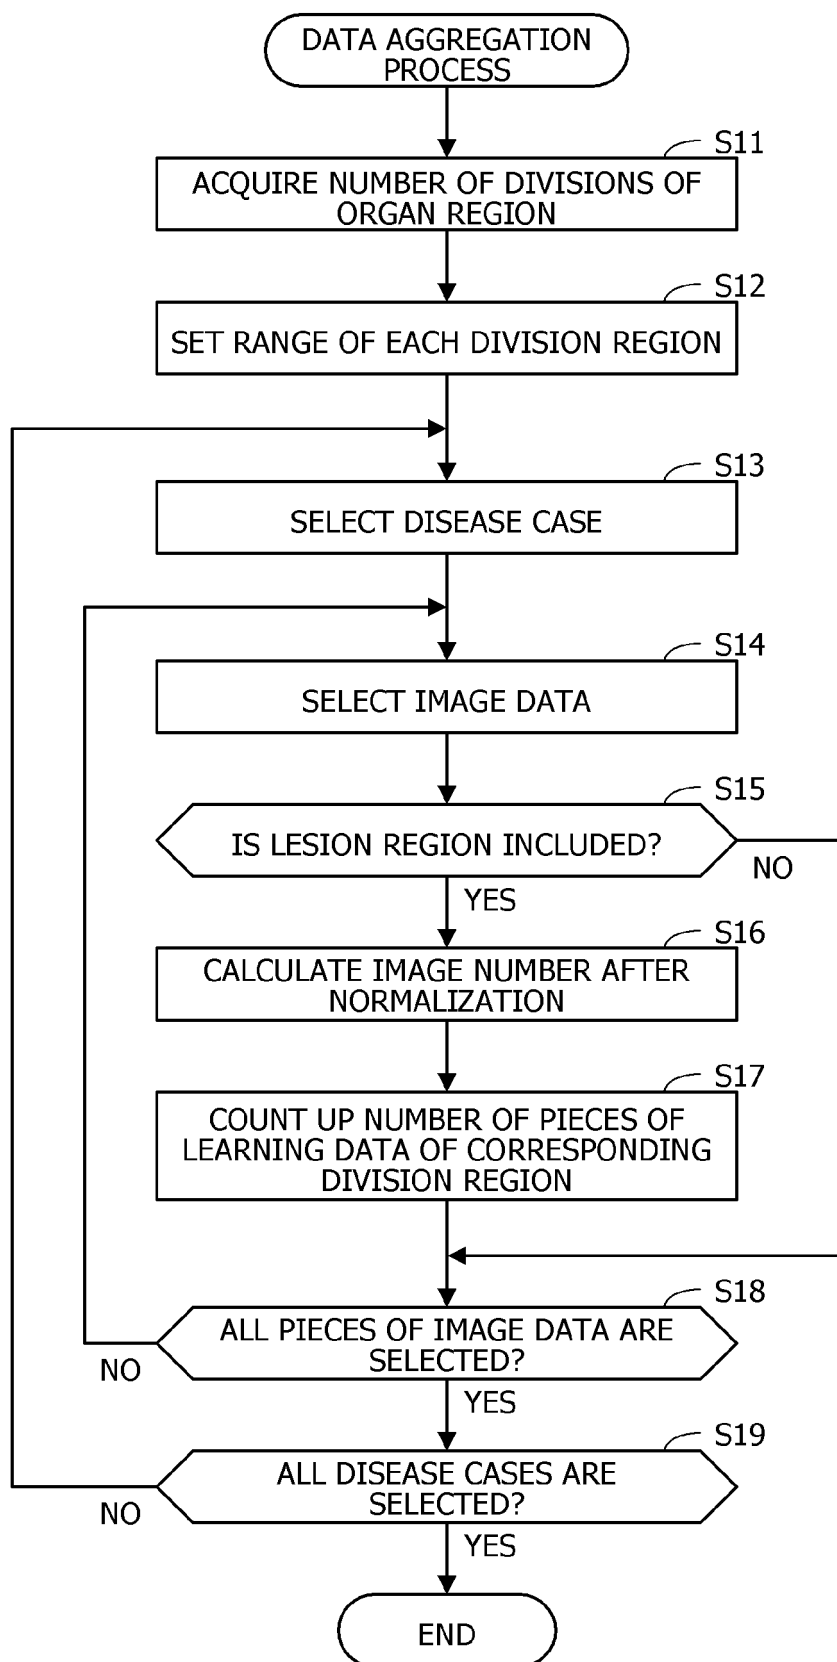 DATA AGGREGATION
PROCESS
S11
ACQUIRE NUMBER OF DIVISIONS OF
ORGAN REGION
S12
SET RANGE OF EACH DIVISION REGION
S13
SELECT DISEASE CASE
S14
SELECT IMAGE DATA
S15
IS LESION REGION INCLUDED?
NO
YES
S16
CALCULATE IMAGE NUMBER AFTER
NORMALIZATION
S17
COUNT UP NUMBER OF PIECES OF
LEARNING DATA OF CORRESPONDING
DIVISION REGION
S18
ALL PIECES OF IMAGE DATA ARE
SELECTED?
NO
YES
S19
ALL DISEASE CASES ARE
SELECTED?
NO
YES
END